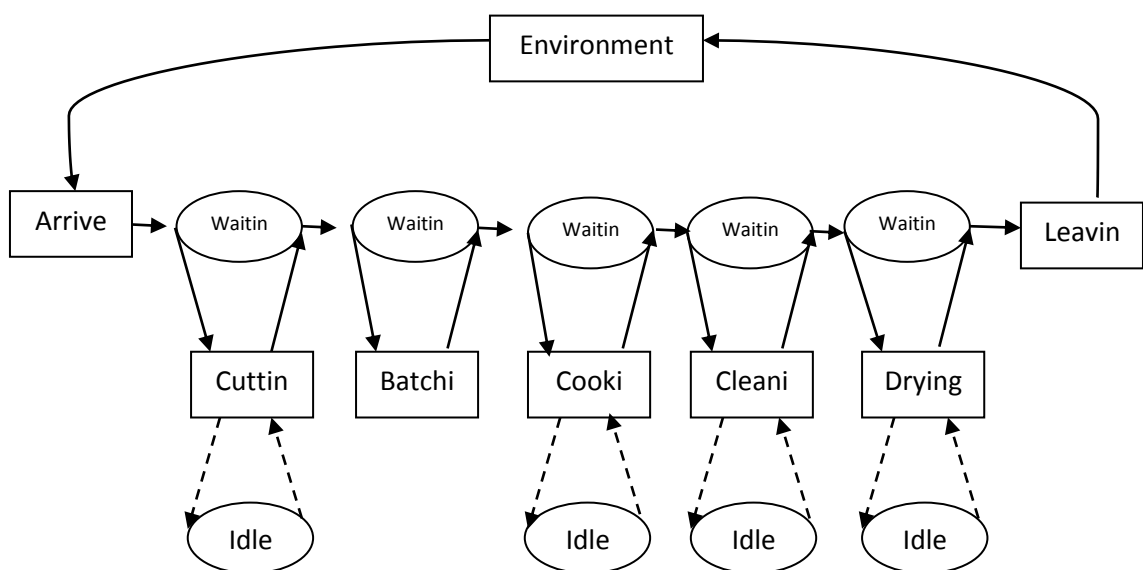 Environment
Arrive
Waitin
Waitin
Waitin
Waitin
Waitin
Leavin
Cuttin
Batchi
Cooki
Cleani
Drying
Idle
Idle
Idle
Idle